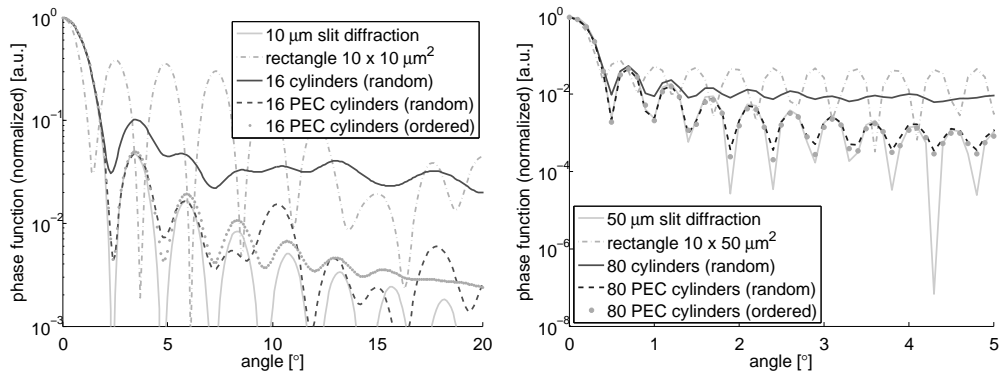 phase function (normalized) [a.u.]
10⁰
10⁻¹
10⁻²
10⁻³
0 5 10 15 20
angle [°]
10 μm slit diffraction
rectangle 10 x 10 μm²
16 cylinders (random)
16 PEC cylinders (random)
16 PEC cylinders (ordered)
phase function (normalized) [a.u.]
10⁰
10⁻²
10⁻⁴
10⁻⁶
10⁻⁸
0 1 2 3 4 5
angle [°]
50 μm slit diffraction
rectangle 10 x 50 μm²
80 cylinders (random)
80 PEC cylinders (random)
80 PEC cylinders (ordered)